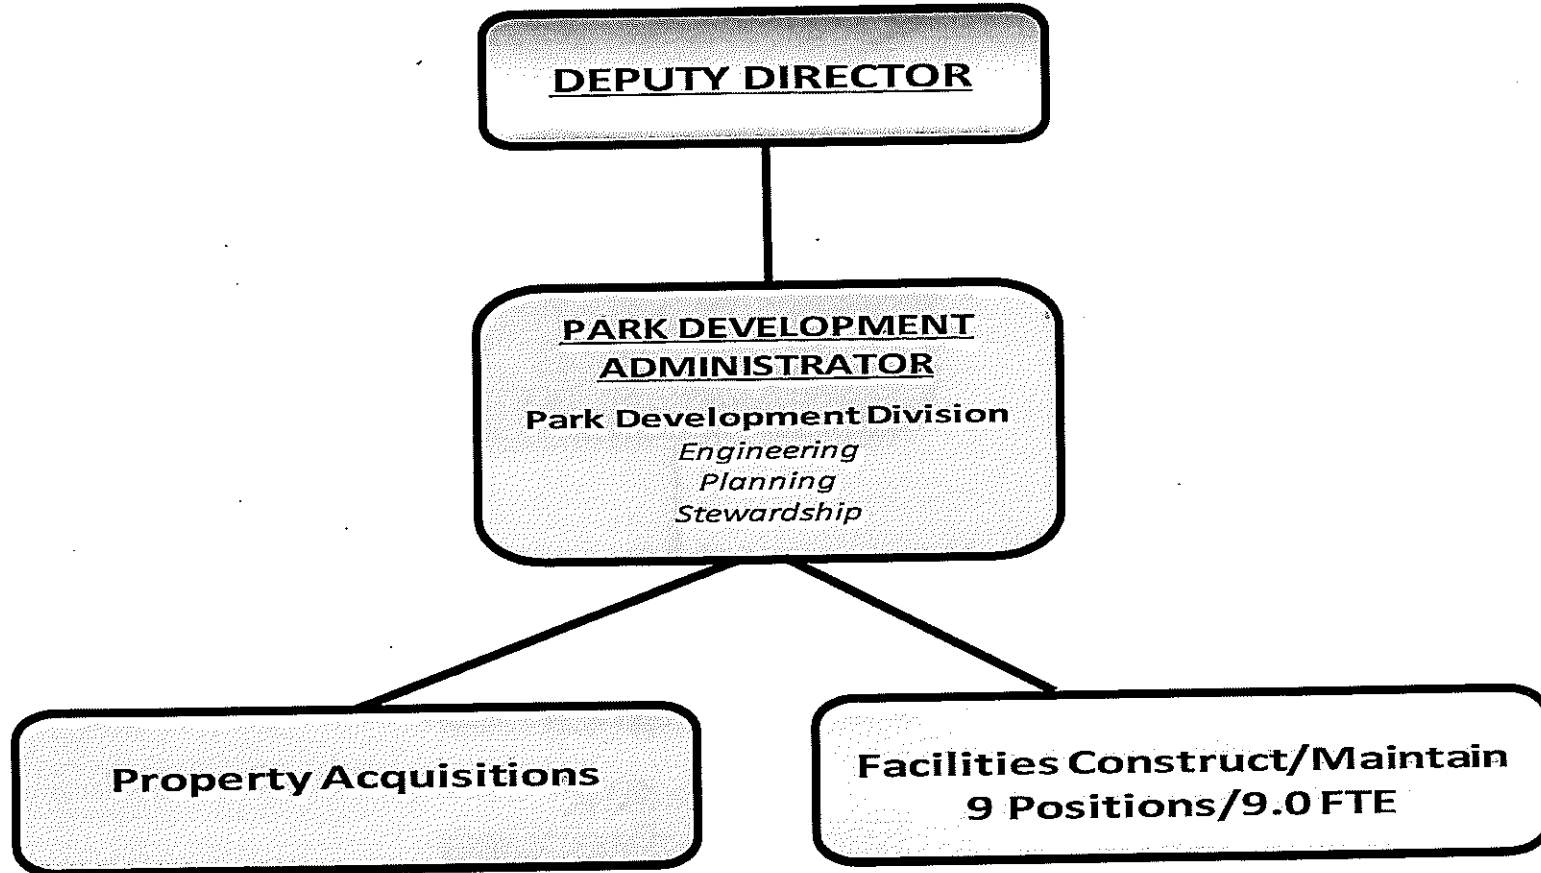 DEPUTY DIRECTOR
PARK DEVELOPMENT
ADMINISTRATOR
Park Development Division
Engineering
Planning
Stewardship
Property Acquisitions
Facilities Construct/Maintain
9 Positions/9.0 FTE